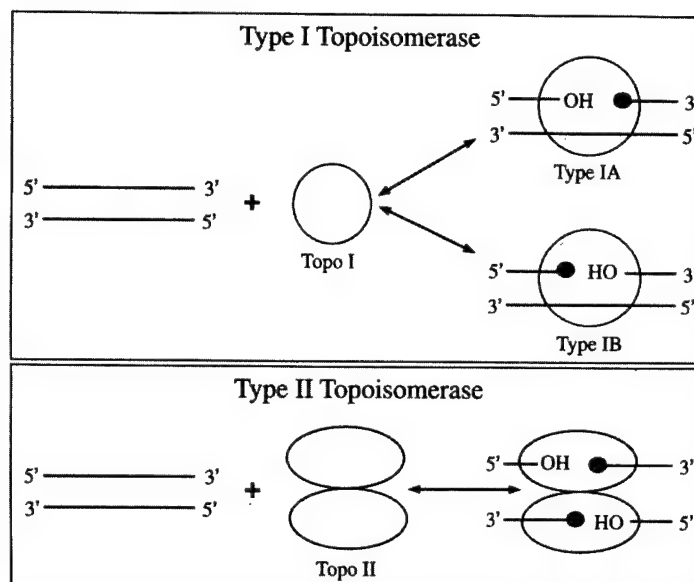 Type I Topoisomerase
5' OH 3'
3' 5'
Type IA
5' 3'
+
3' 5'
Topo I
5' HO 3'
3' 5'
Type IB
Type II Topoisomerase
5' 3'
+
3' 5'
Topo II
5' OH 3'
3' HO 5'